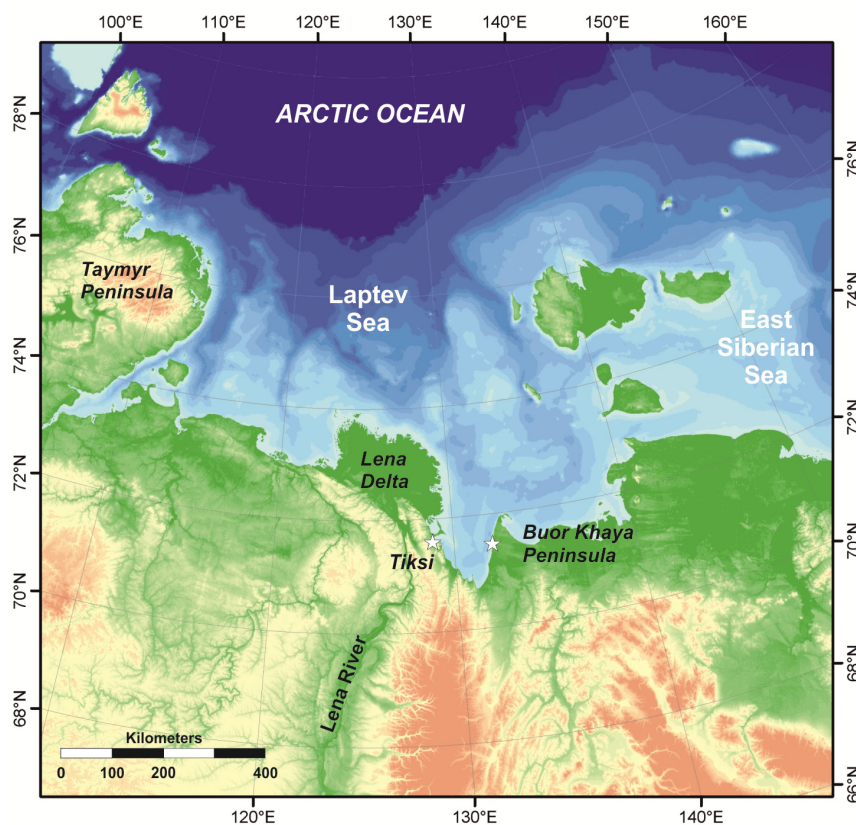 100°E 110°E 120°E 130°E 140°E 150°E 160°E
78°N
ARCTIC OCEAN
76°N
76°N
Taymyr
Peninsula
Laptev
Sea
74°N
East
Siberian
Sea
74°N
72°N
72°N
Lena
Delta
Buor Khaya
Peninsula
70°N
Tiksi
70°N
Lena River
68°N
68°N
Kilometers
0 100 200 400
66°N
120°E 130°E 140°E